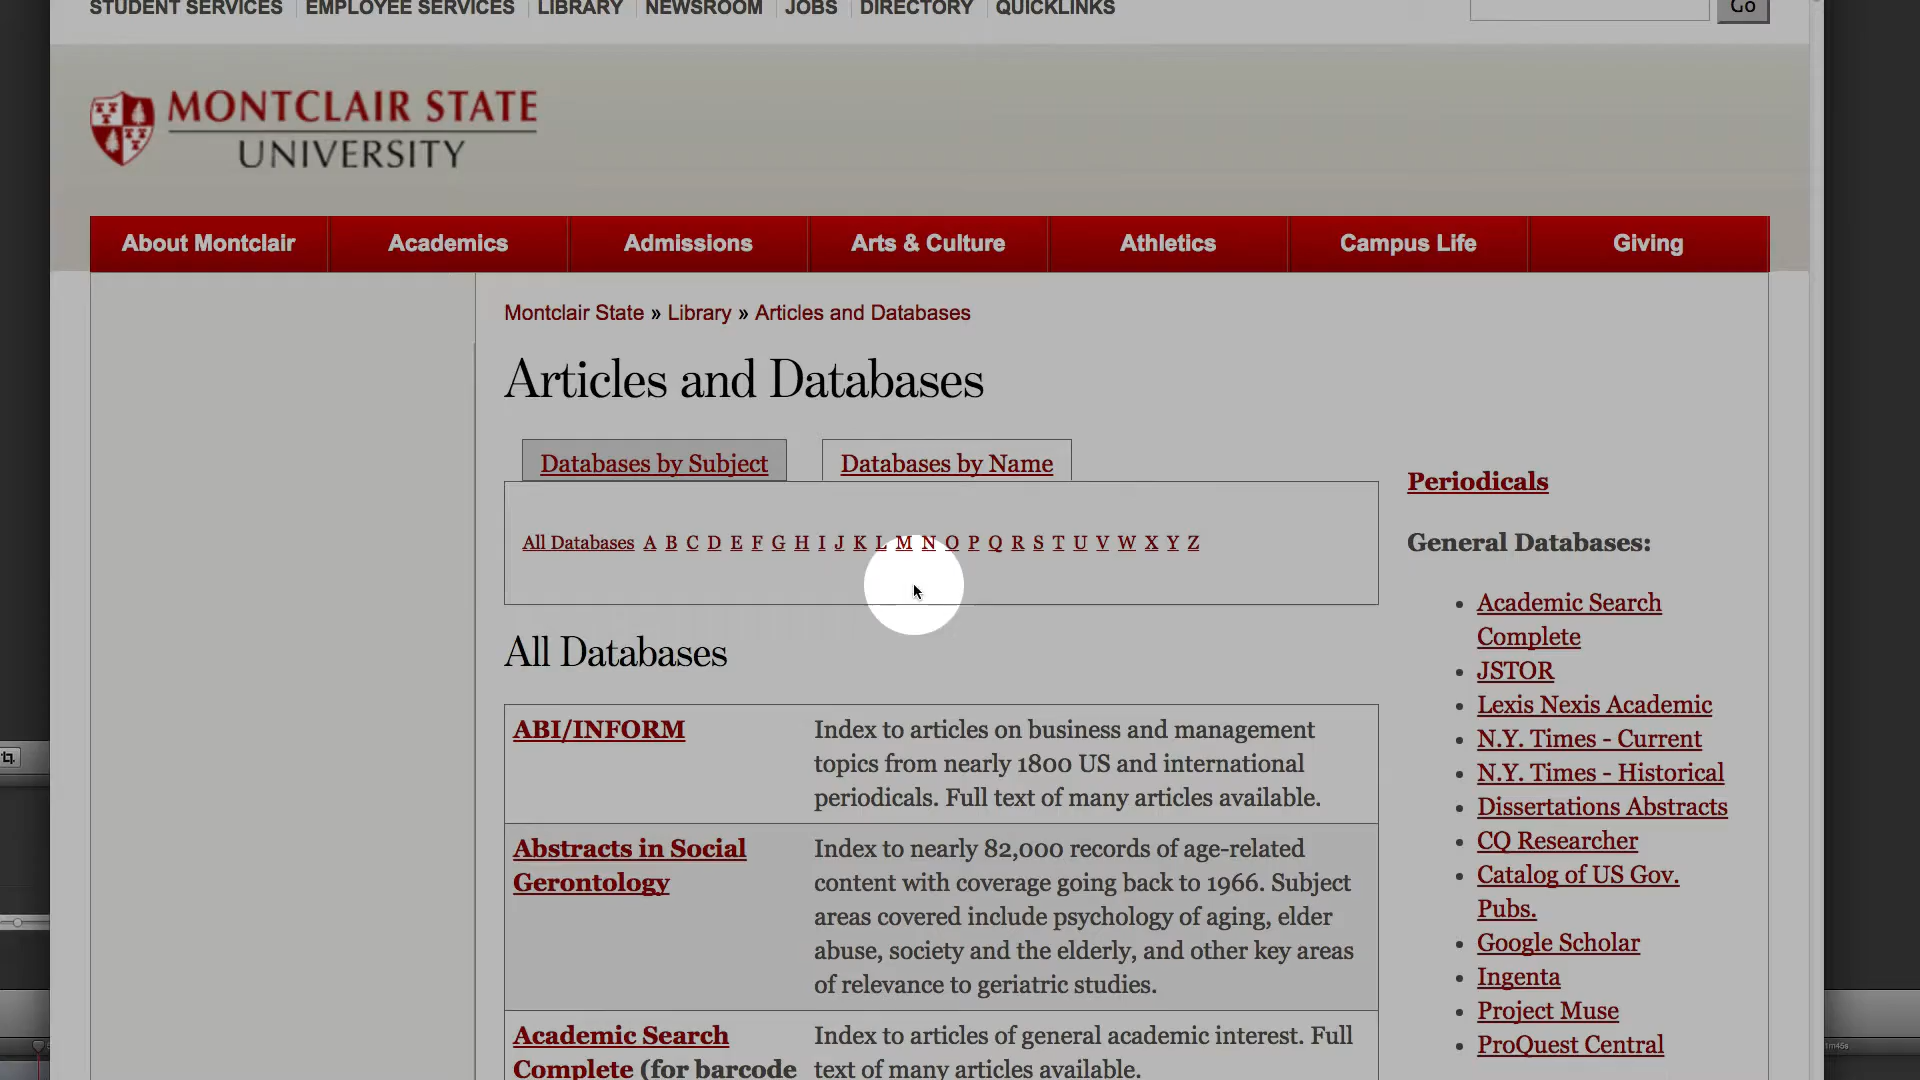 STUDENT SERVICES EMPLOYEE SERVICES LIBRARY NEWSROOM JOBS DIRECTORY QUICKLINKS Go
MONTCLAIR STATE
UNIVERSITY
About Montclair Academics Admissions Arts & Culture Athletics Campus Life Giving
Montclair State » Library » Articles and Databases
Articles and Databases
Databases by Subject Databases by Name
All Databases A B C D E F G H I J K L M N O P Q R S T U V W X Y Z
All Databases
ABI/INFORM
Index to articles on business and management
topics from nearly 1800 US and international
periodicals. Full text of many articles available.
Abstracts in Social
Gerontology
Index to nearly 82,000 records of age-related
content with coverage going back to 1966. Subject
areas covered include psychology of aging, elder
abuse, society and the elderly, and other key areas
of relevance to geriatric studies.
Academic Search
Complete (for barcode
Index to articles of general academic interest. Full
text of many articles available.
Periodicals
General Databases:
Academic Search
Complete
JSTOR
Lexis Nexis Academic
N.Y. Times - Current
N.Y. Times - Historical
Dissertations Abstracts
CQ Researcher
Catalog of US Gov.
Pubs.
Google Scholar
Ingenta
Project Muse
ProQuest Central